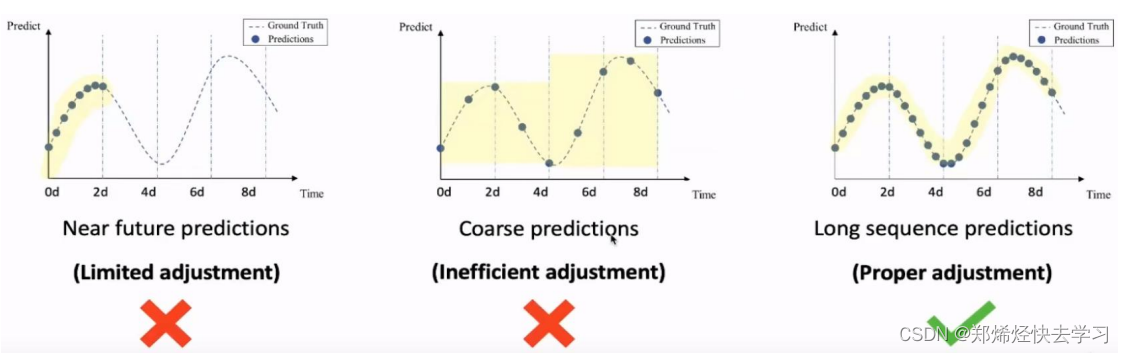 Predict
Ground Truth
Predictions
0d 2d 4d 6d 8d
Time
Near future predictions
(Limited adjustment)
Predict
Ground Truth
Predictions
0d 2d 4d 6d 8d
Time
Coarse predictions
(Inefficient adjustment)
Predict
Ground Truth
Predictions
0d 2d 4d 6d 8d
Time
Long sequence predictions
(Proper adjustment)
CSDN @郑烯烃快去学习